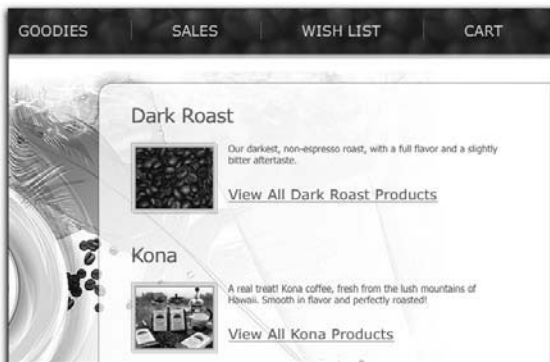 GOODIES SALES WISH LIST CART
Dark Roast
Our darkest, non-espresso roast, with a full flavor and a slightly
bitter aftertaste.
View All Dark Roast Products
Kona
A real treat! Kona coffee, fresh from the lush mountains of
Hawaii. Smooth in flavor and perfectly roasted!
View All Kona Products